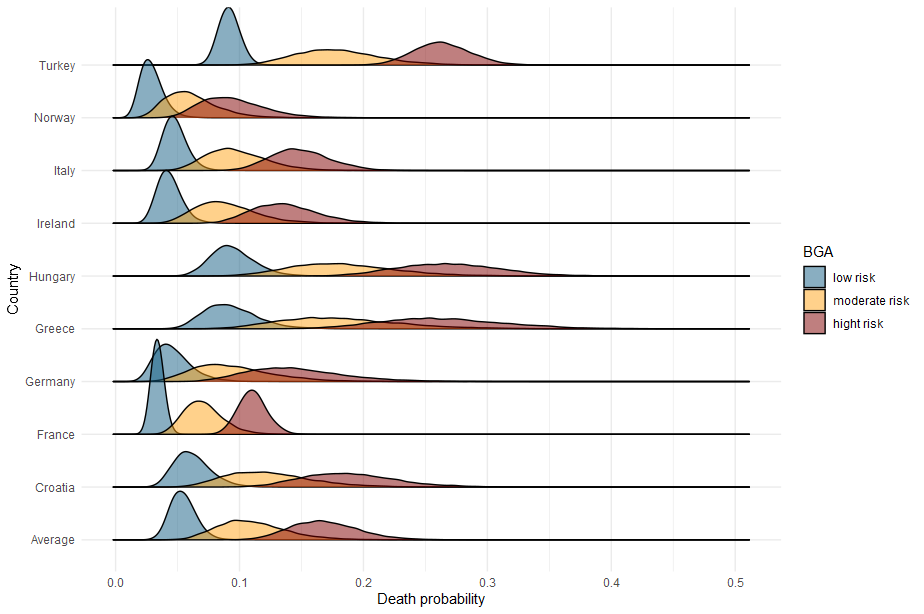 Turkey
Norway
Italy
Ireland
Hungary
Greece
Germany
France
Croatia
Average
Country
0.0 0.1 0.2 0.3 0.4 0.5
Death probability
BGA
low risk
moderate risk
hight risk